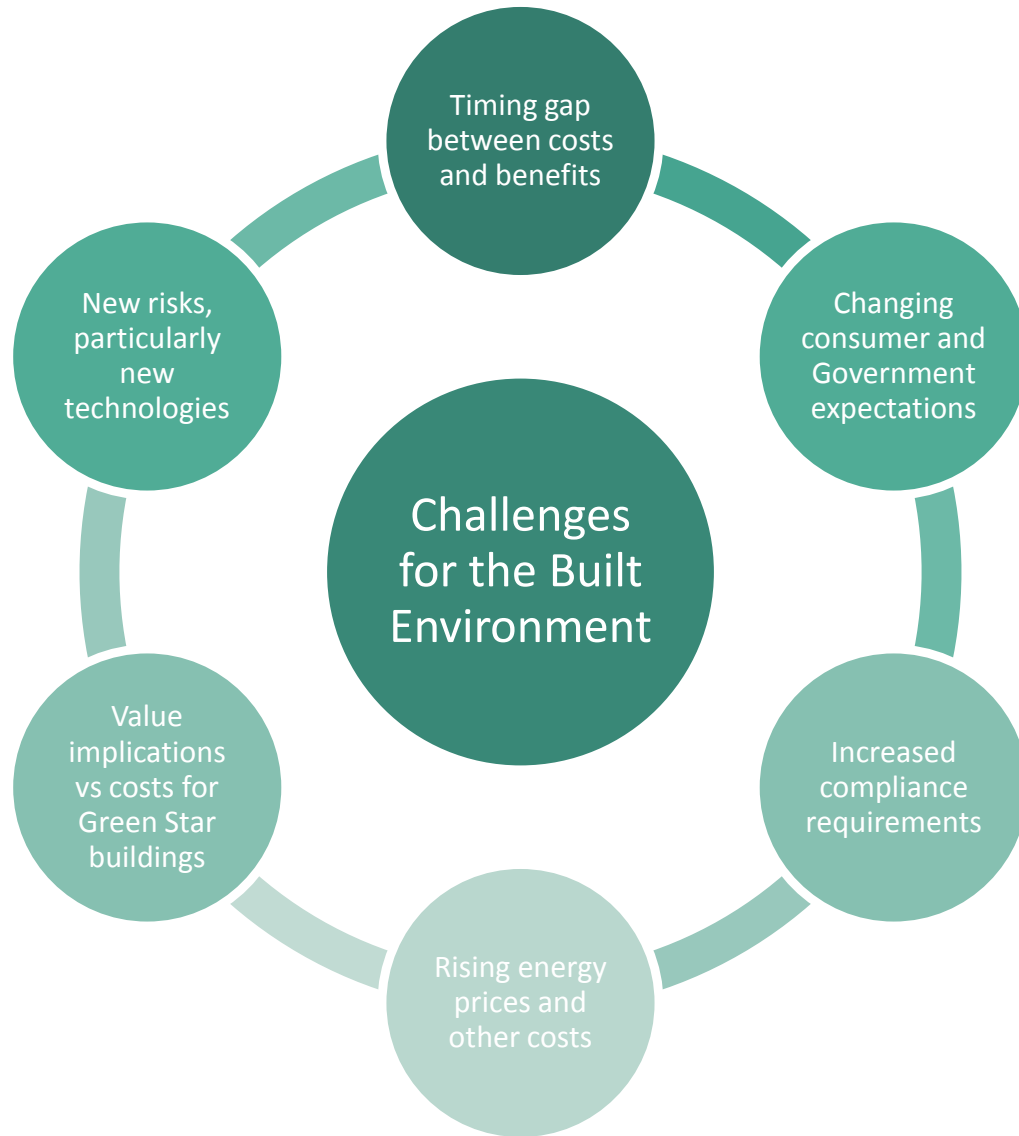 Timing gap
between costs
and benefits
Changing
consumer and
Government
expectations
Increased
compliance
requirements
Rising energy
prices and
other costs
Value
implications
vs costs for
Green Star
buildings
New risks,
particularly
new
technologies
Challenges
for the Built
Environment